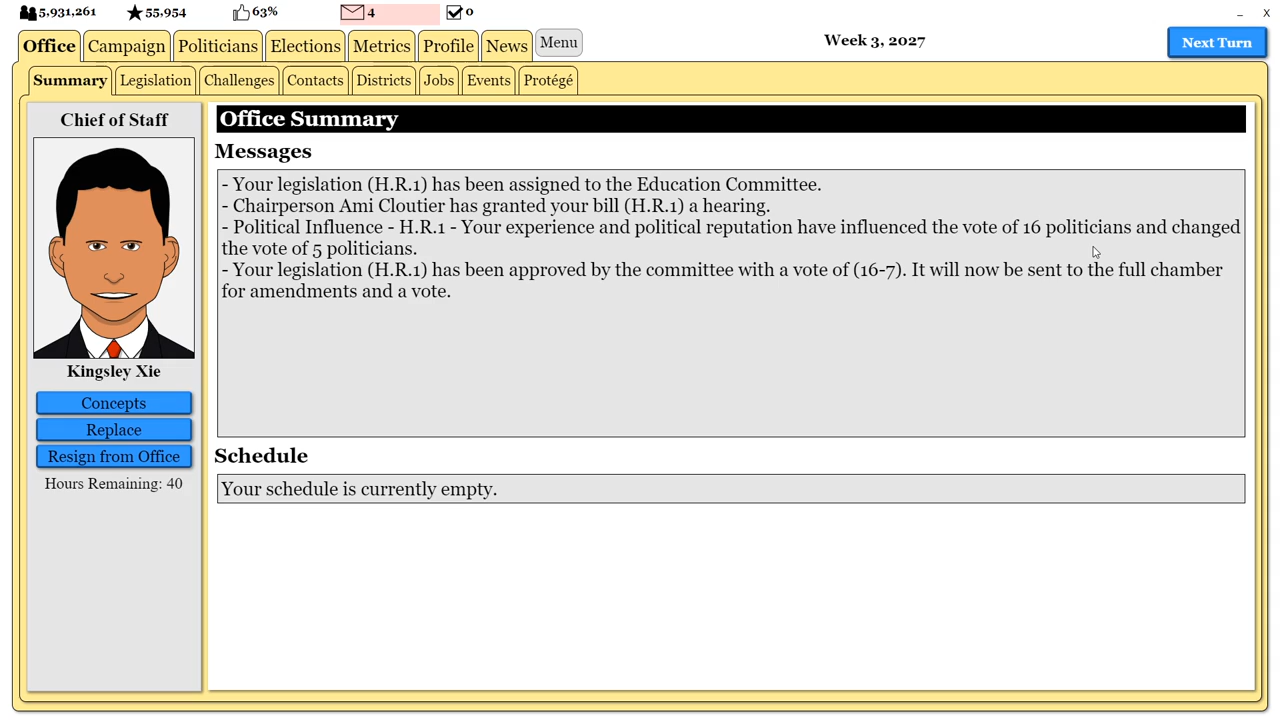 5,931,261 55,954 63% 4 0 _ X
Office Campaign Politicians Elections Metrics Profile News Menu Week 3, 2027 Next Turn
Summary Legislation Challenges Contacts Districts Jobs Events Protégé
Chief of Staff
Kingsley Xie
Concepts
Replace
Resign from Office
Hours Remaining: 40
Office Summary
Messages
- Your legislation (H.R.1) has been assigned to the Education Committee.
- Chairperson Ami Cloutier has granted your bill (H.R.1) a hearing.
- Political Influence - H.R.1 - Your experience and political reputation have influenced the vote of 16 politicians and changed
the vote of 5 politicians.
- Your legislation (H.R.1) has been approved by the committee with a vote of (16-7). It will now be sent to the full chamber
for amendments and a vote.
Schedule
Your schedule is currently empty.